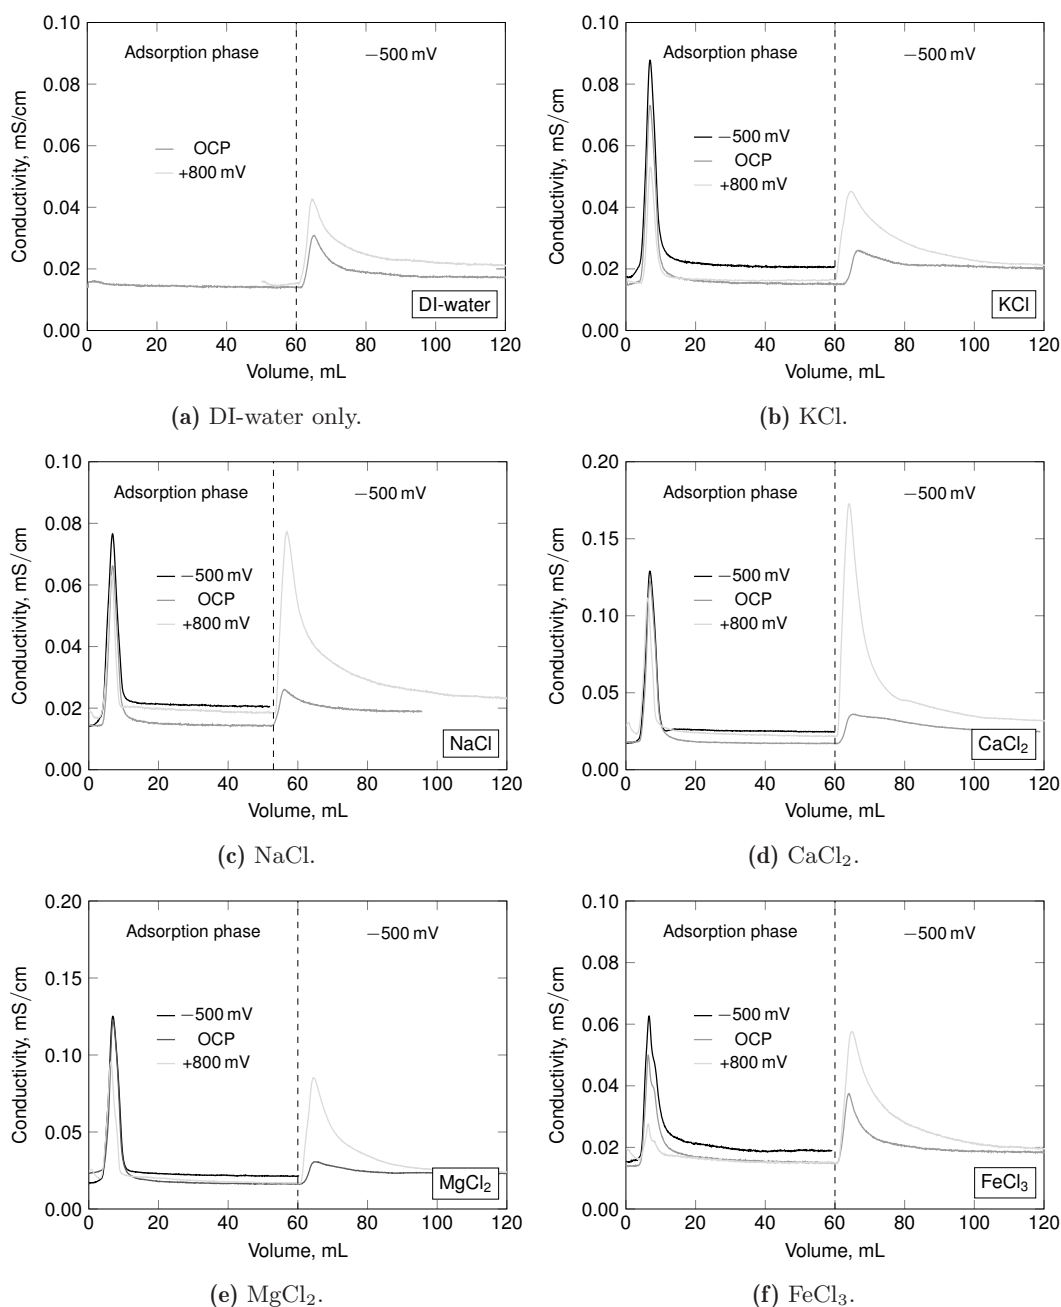 0.10
0.08
0.06
0.04
0.02
0.00
Conductivity, mS/cm
Adsorption phase
−500 mV
OCP
+800 mV
DI-water
0 20 40 60 80 100 120
Volume, mL
(a) DI-water only.
0.10
0.08
0.06
0.04
0.02
0.00
Conductivity, mS/cm
Adsorption phase
−500 mV
−500 mV
OCP
+800 mV
KCl
0 20 40 60 80 100 120
Volume, mL
(b) KCl.
0.10
0.08
0.06
0.04
0.02
0.00
Conductivity, mS/cm
Adsorption phase
−500 mV
−500 mV
OCP
+800 mV
NaCl
0 20 40 60 80 100 120
Volume, mL
(c) NaCl.
0.20
0.15
0.10
0.05
0.00
Conductivity, mS/cm
Adsorption phase
−500 mV
−500 mV
OCP
+800 mV
CaCl₂
0 20 40 60 80 100 120
Volume, mL
(d) CaCl₂.
0.20
0.15
0.10
0.05
0.00
Conductivity, mS/cm
Adsorption phase
−500 mV
−500 mV
OCP
+800 mV
MgCl₂
0 20 40 60 80 100 120
Volume, mL
(e) MgCl₂.
0.10
0.08
0.06
0.04
0.02
0.00
Conductivity, mS/cm
Adsorption phase
−500 mV
−500 mV
OCP
+800 mV
FeCl₃
0 20 40 60 80 100 120
Volume, mL
(f) FeCl₃.